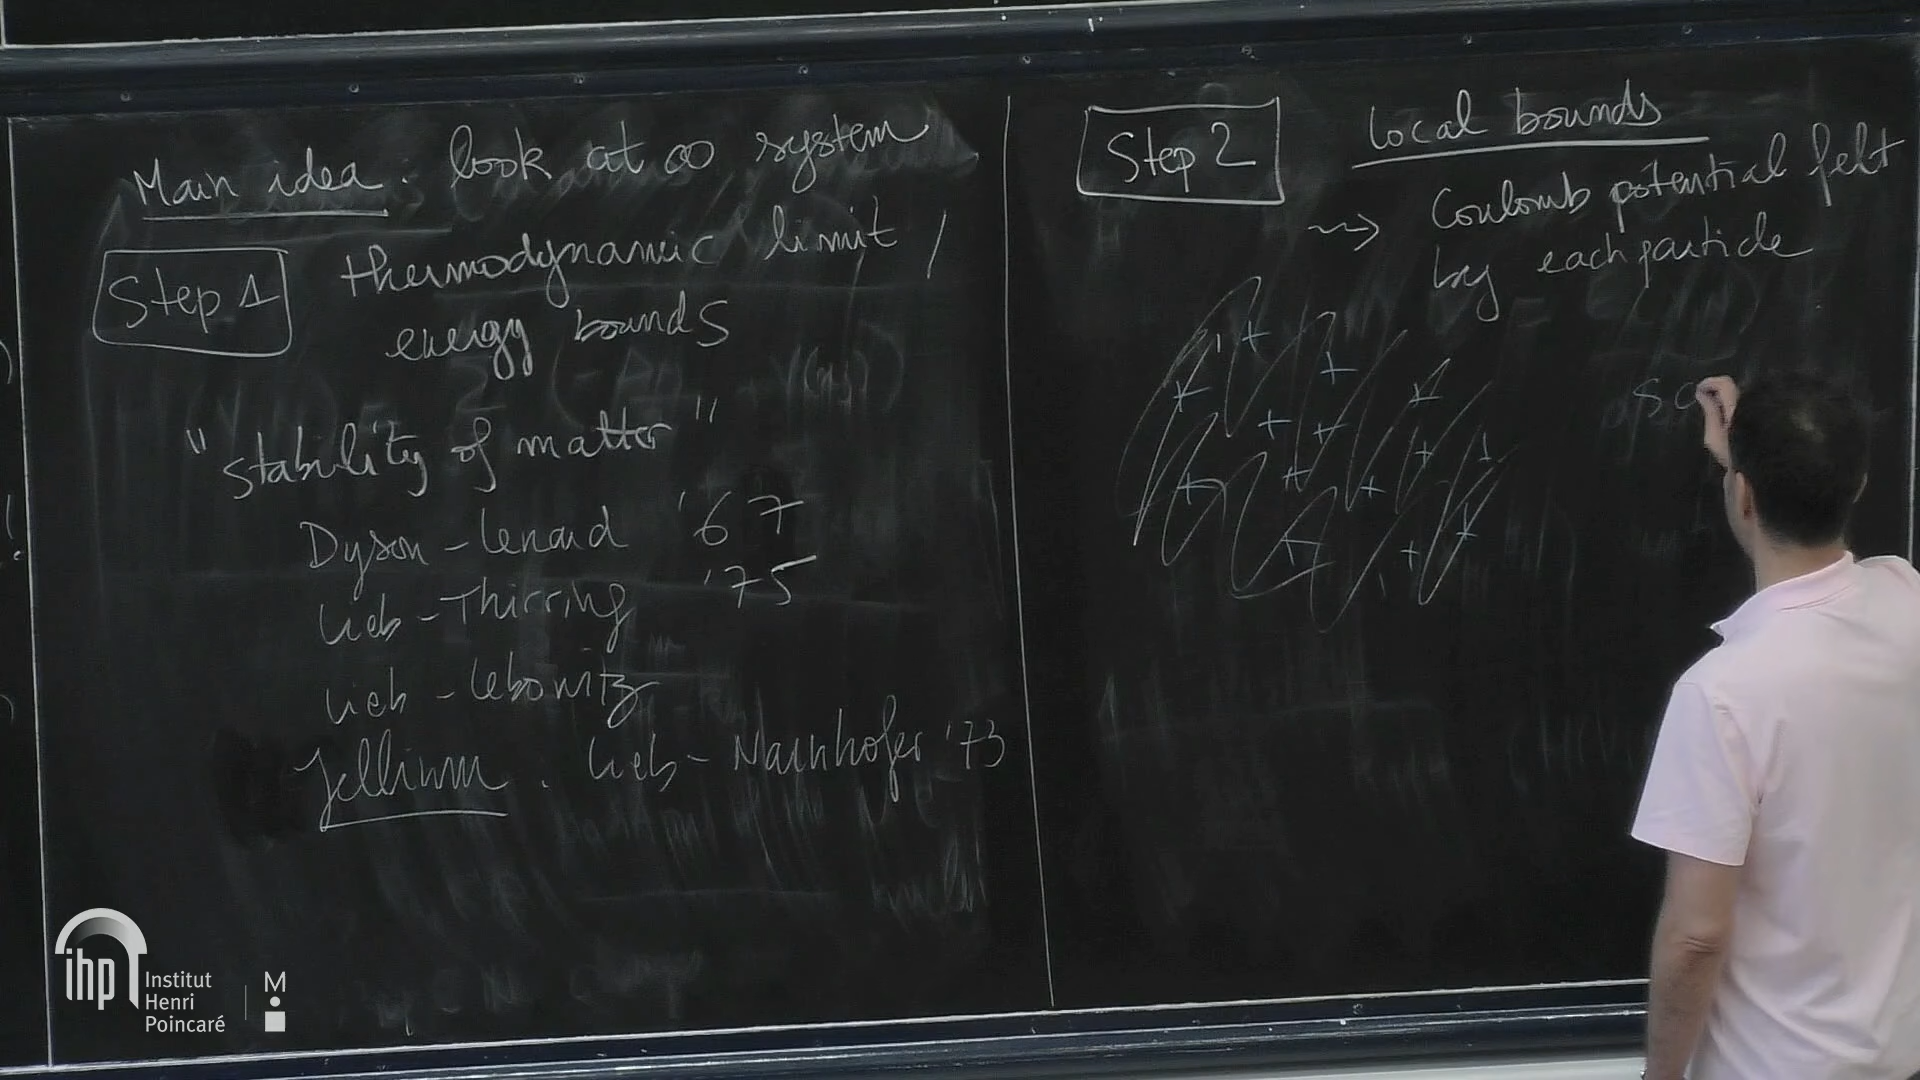 Main idea : look at ∞ system
Step 1
thermodynamic limit /
energy bounds
"stability of matter"
Dyson - Lenard '67
Lieb - Thirring '75
Lieb - Lebowitz
Jellium . Lieb - Narnhofer '73
Step 2
local bounds
⇝ Coulomb potential felt
by each particle
ihp
Institut
Henri
Poincaré
M